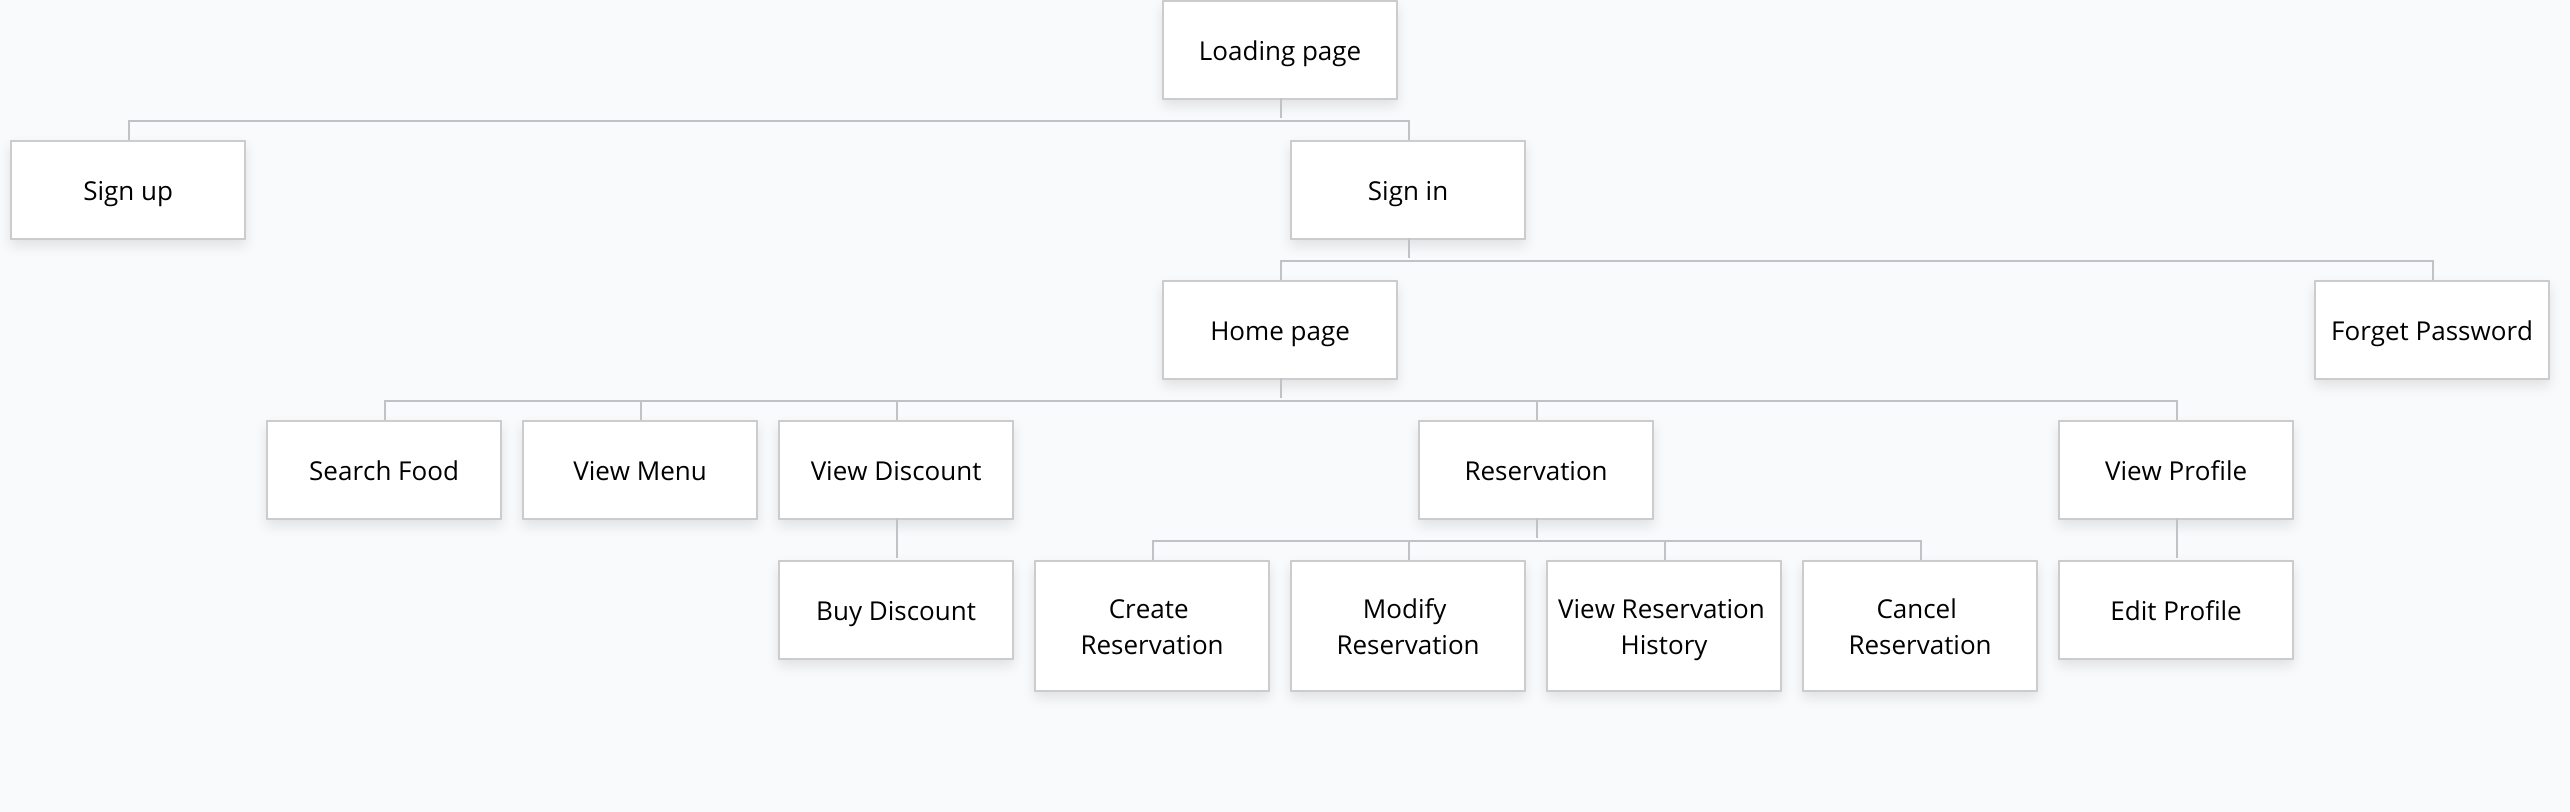 Loading page
Sign up
Sign in
Home page
Forget Password
Search Food
View Menu
View Discount
Reservation
View Profile
Buy Discount
Create
Reservation
Modify
Reservation
View Reservation
History
Cancel
Reservation
Edit Profile